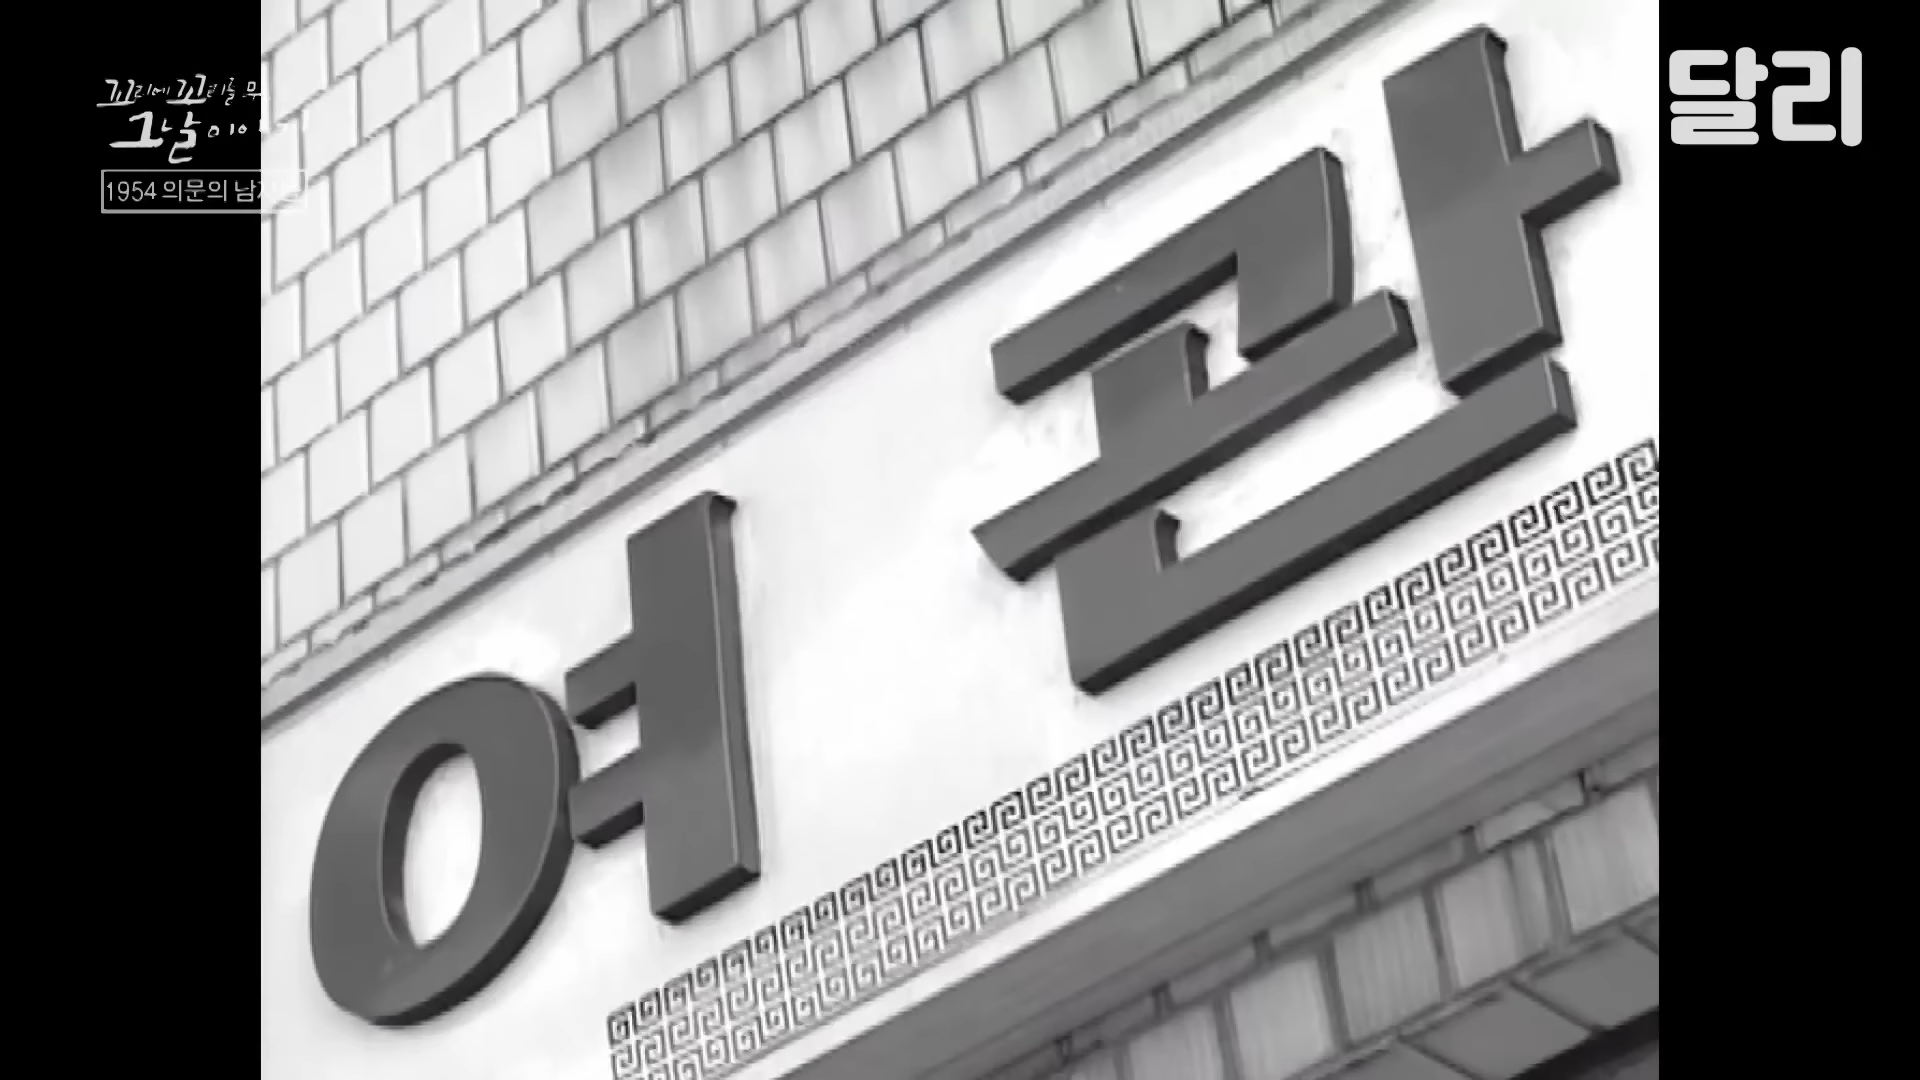 꼬리에 꼬리를 무
그날 이야기
1954 의문의 남자
달리
여관